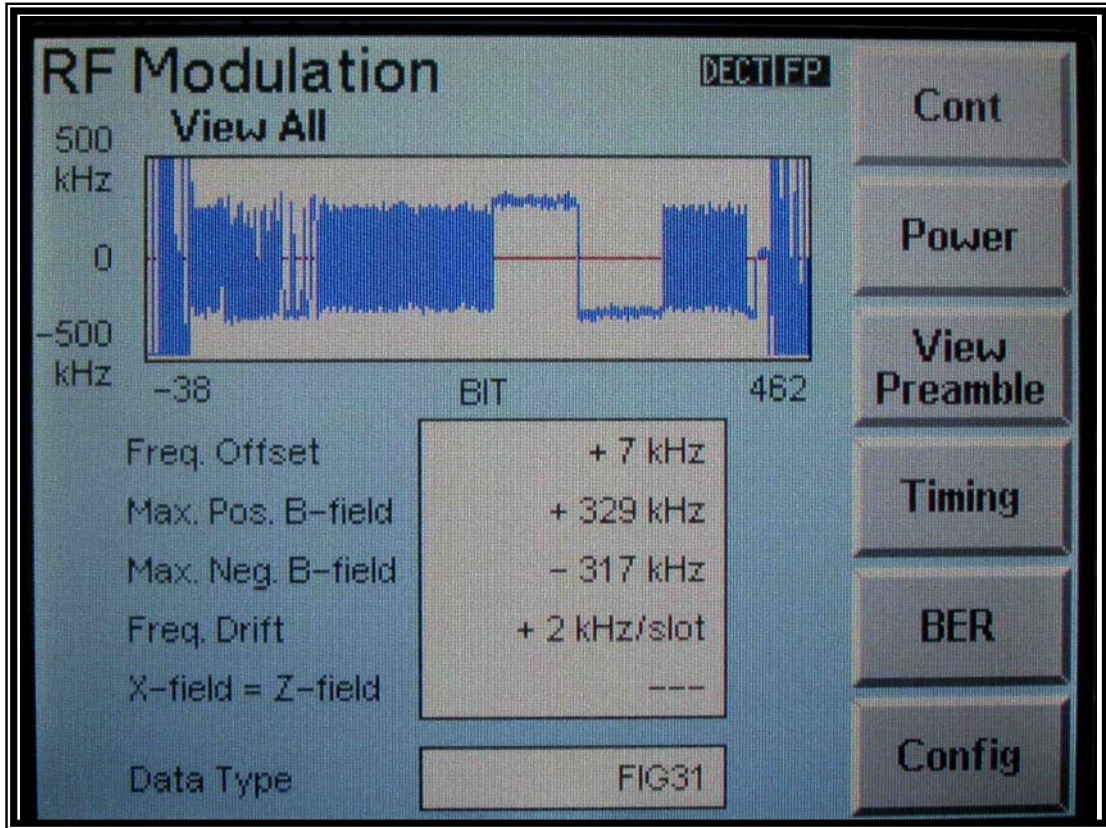 RF Modulation
DECT FP
View All
500
kHz
0
-500
kHz
-38 BIT 462
Freq. Offset + 7 kHz
Max. Pos. B-field + 329 kHz
Max. Neg. B-field - 317 kHz
Freq. Drift + 2 kHz/slot
X-field = Z-field ---
Data Type FIG31
Cont
Power
View
Preamble
Timing
BER
Config